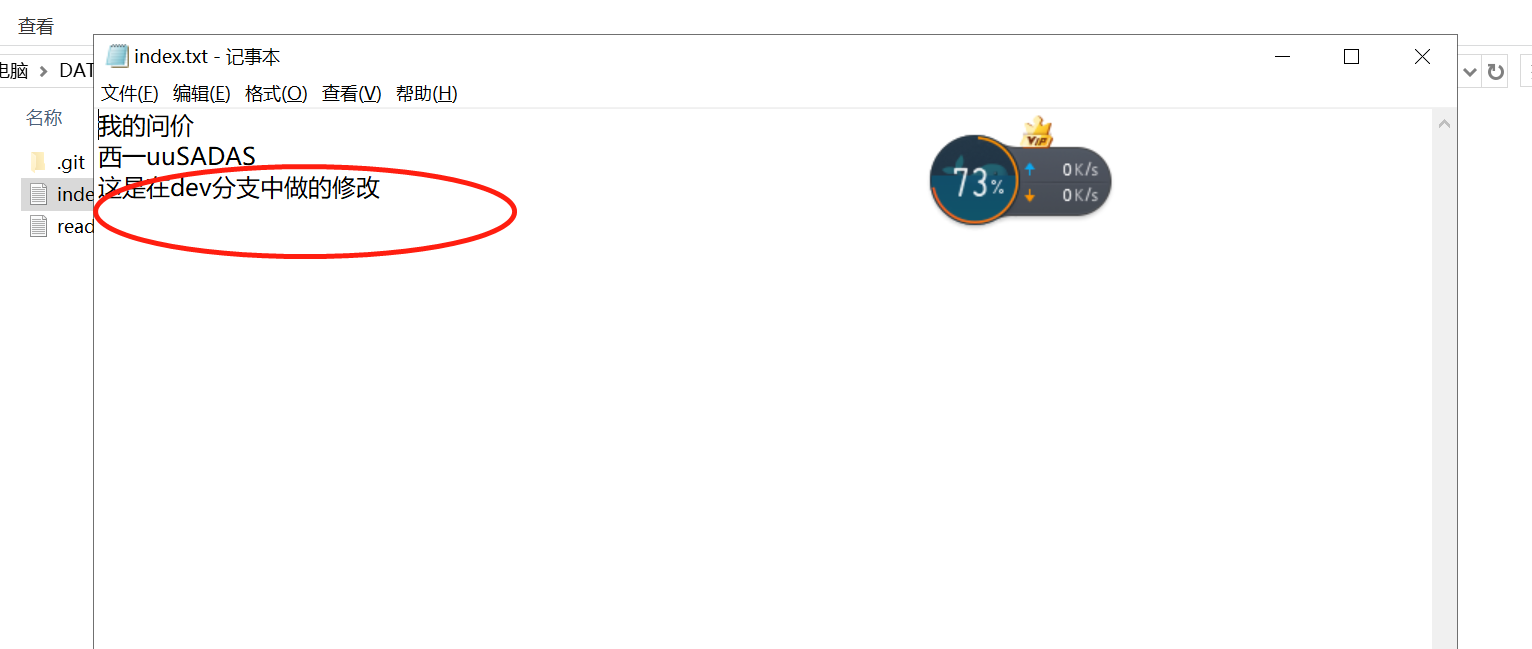 查看
index.txt - 记事本
电脑 > DAT
文件(F) 编辑(E) 格式(O) 查看(V) 帮助(H)
名称
.git
inde
read
我的问价
西一uuSADAS
这是在dev分支中做的修改
VIP
73%
0K/s
0K/s